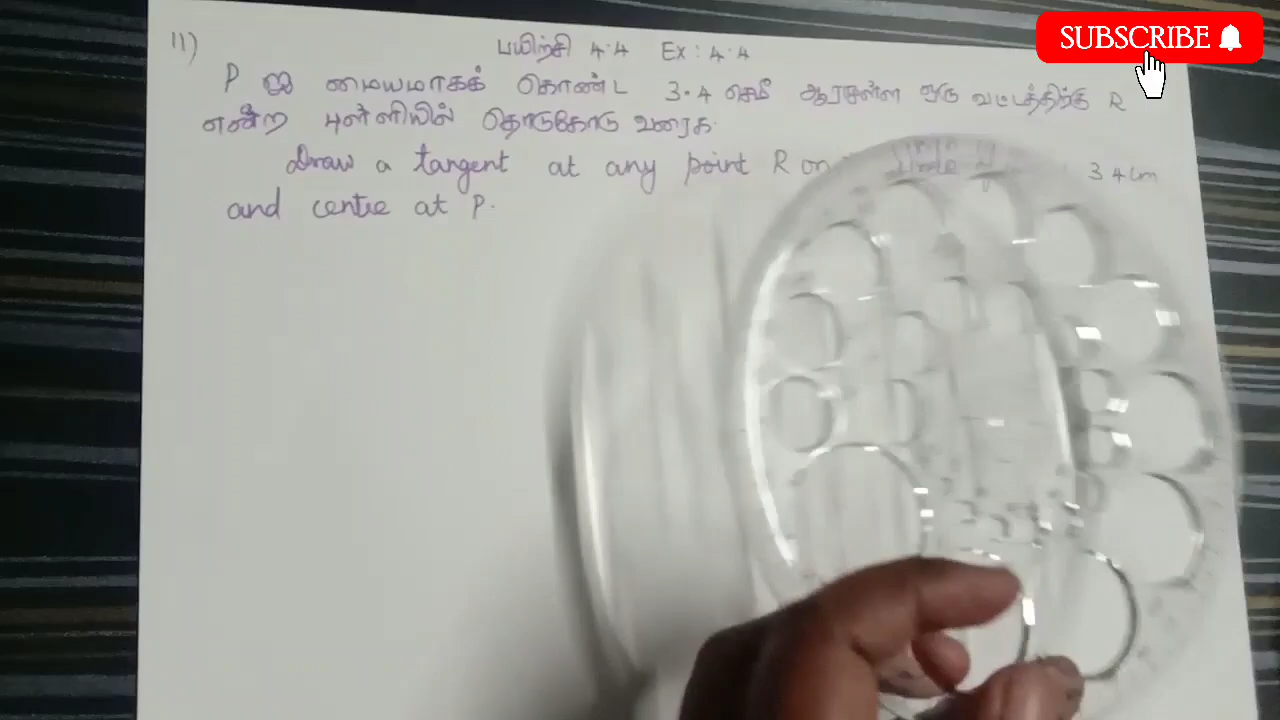 11) பயிற்சி 4.4 Ex : 4.4
SUBSCRIBE
P ஐ மையமாகக் கொண்ட 3.4 செமீ ஆரமுள்ள ஒரு வட்டத்திற்கு R
என்ற புள்ளியில் தொடுகோடு வரைக.
Draw a tangent at any point R on 3.4 cm
and centre at P.